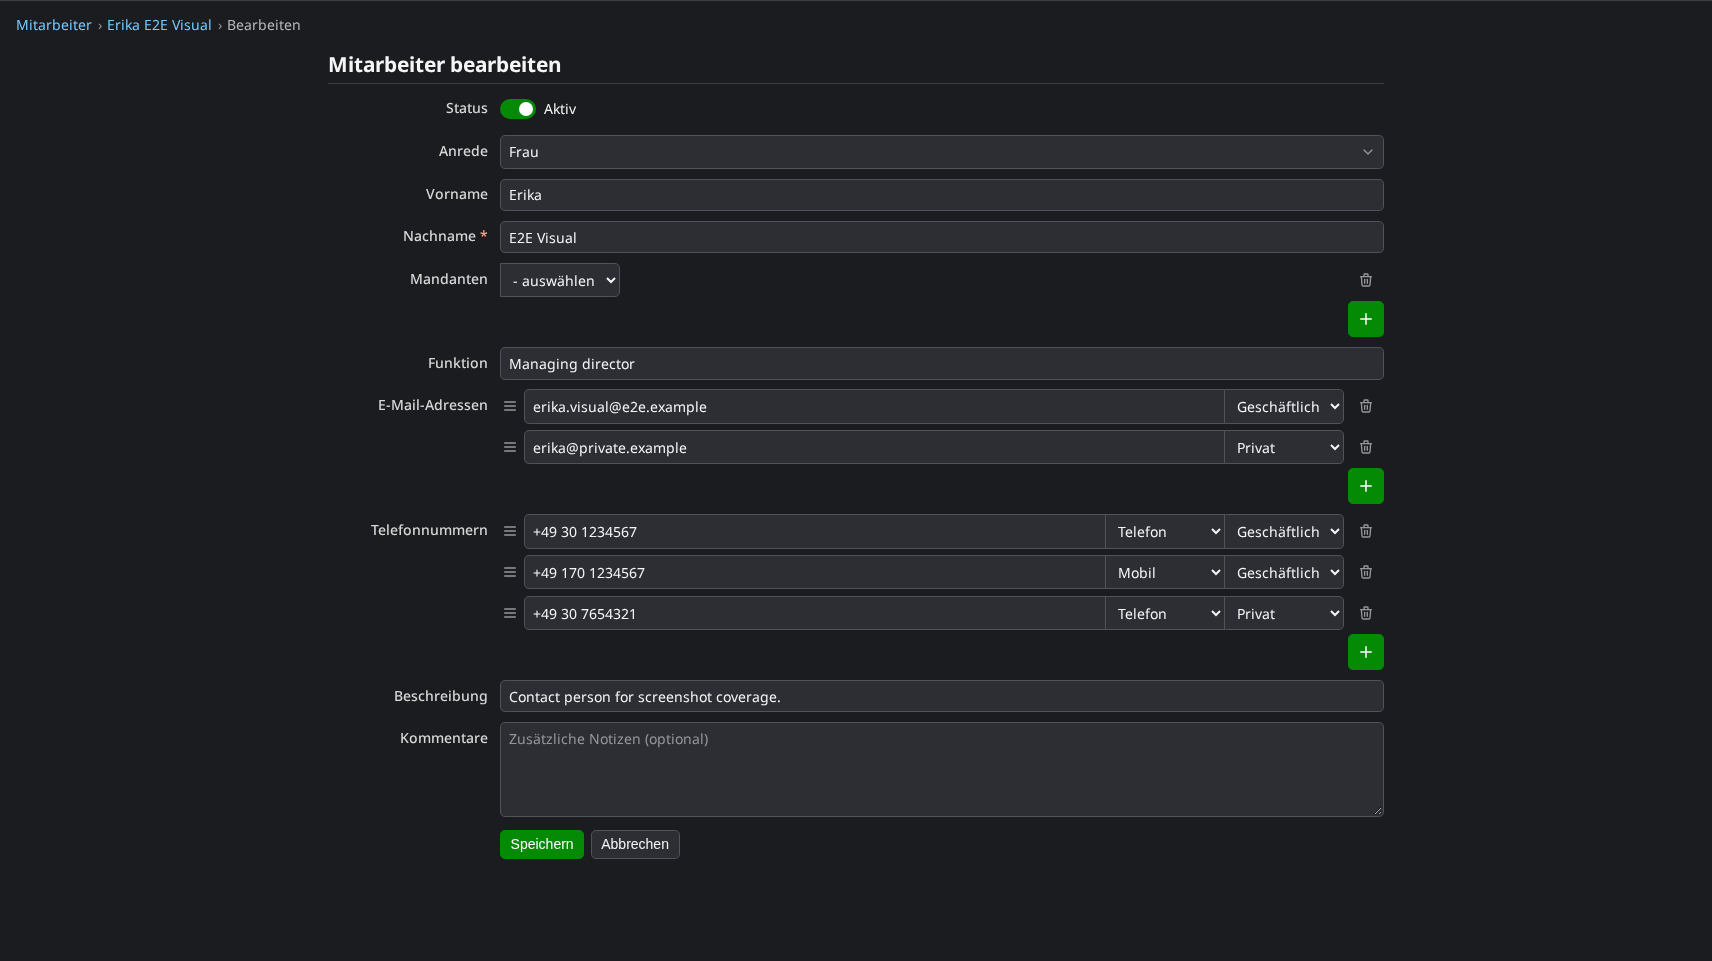 Mitarbeiter › Erika E2E Visual › Bearbeiten
Mitarbeiter bearbeiten
Status Aktiv
Anrede Frau
Vorname Erika
Nachname * E2E Visual
Mandanten - auswählen
Funktion Managing director
E-Mail-Adressen erika.visual@e2e.example Geschäftlich
erika@private.example Privat
Telefonnummern +49 30 1234567 Telefon Geschäftlich
+49 170 1234567 Mobil Geschäftlich
+49 30 7654321 Telefon Privat
Beschreibung Contact person for screenshot coverage.
Kommentare Zusätzliche Notizen (optional)
Speichern Abbrechen